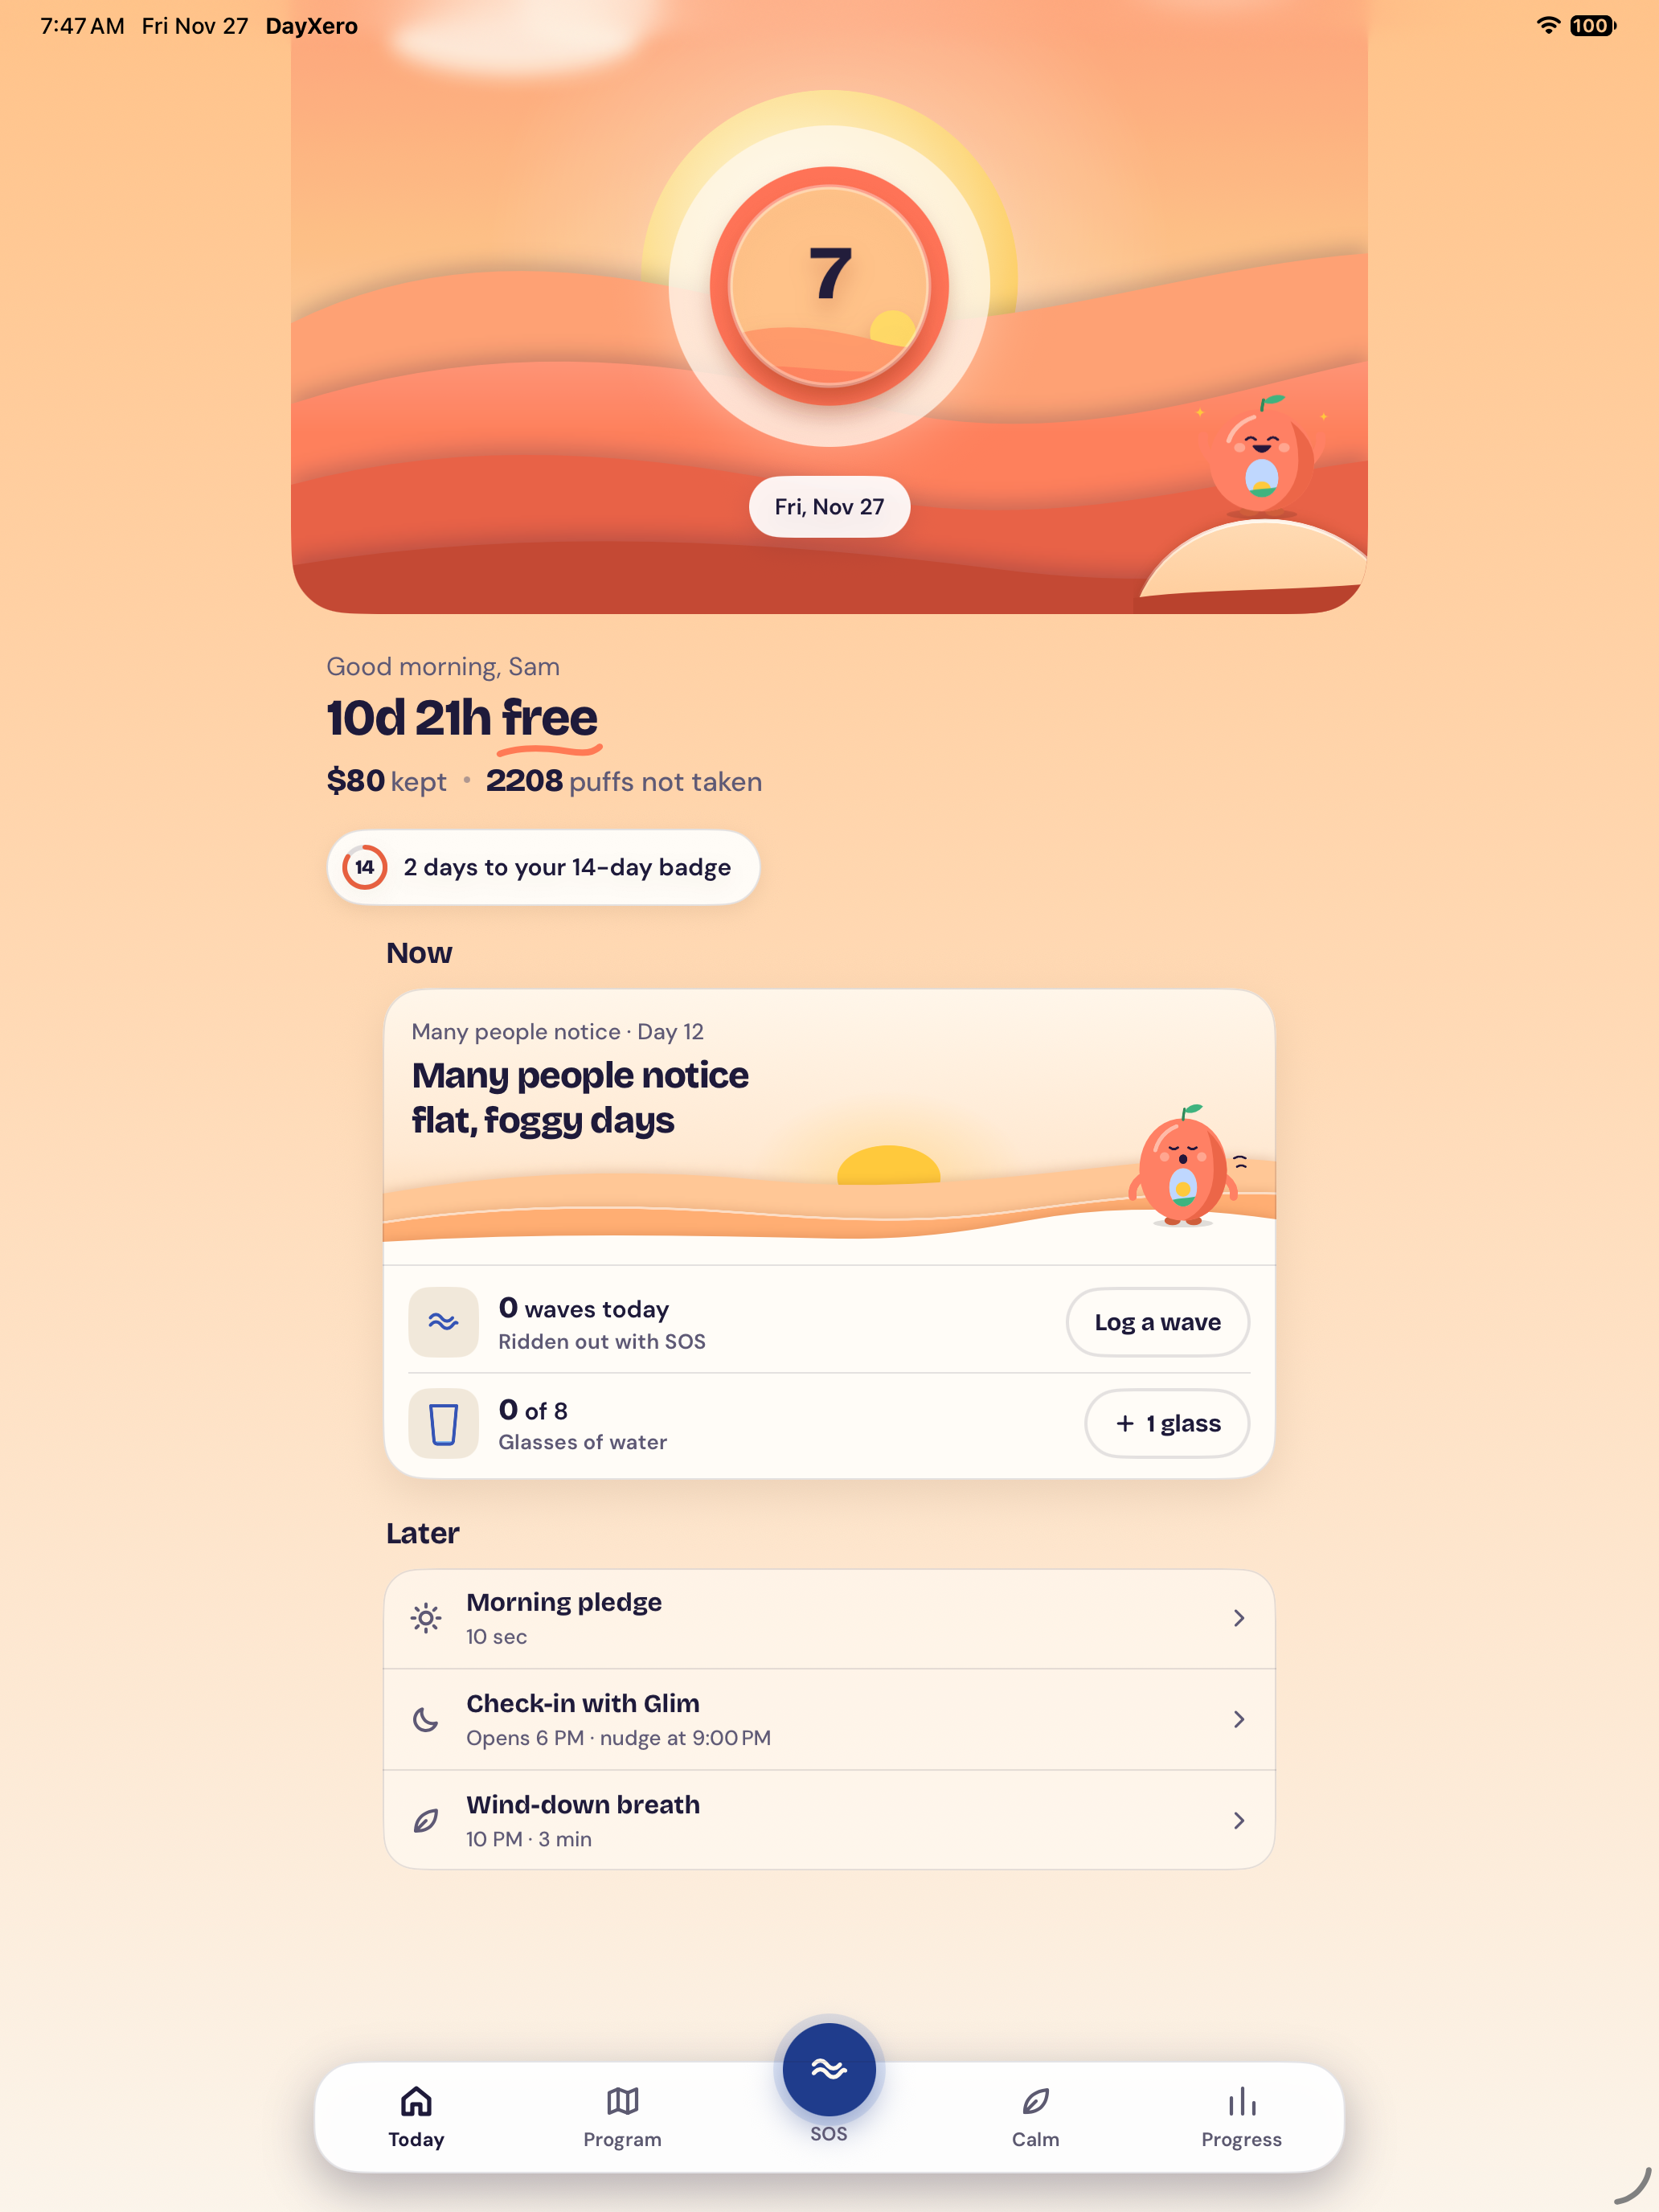 7:47 AM Fri Nov 27 DayXero
100
7
Fri, Nov 27
Good morning, Sam
10d 21h free
$80 kept • 2208 puffs not taken
14 2 days to your 14-day badge
Now
Many people notice · Day 12
Many people notice
flat, foggy days
0 waves today
Ridden out with SOS
Log a wave
0 of 8
Glasses of water
+ 1 glass
Later
Morning pledge
10 sec
Check-in with Glim
Opens 6 PM · nudge at 9:00 PM
Wind-down breath
10 PM · 3 min
Today
Program
SOS
Calm
Progress